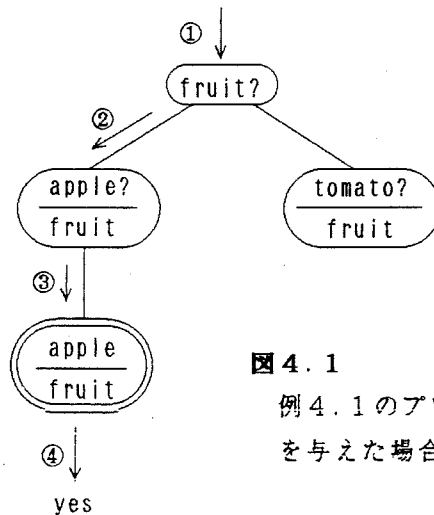 ①
fruit?
②
apple?
fruit
tomato?
fruit
③
apple
fruit
図4.1
例4.1のプ
を与えた場合
④
yes